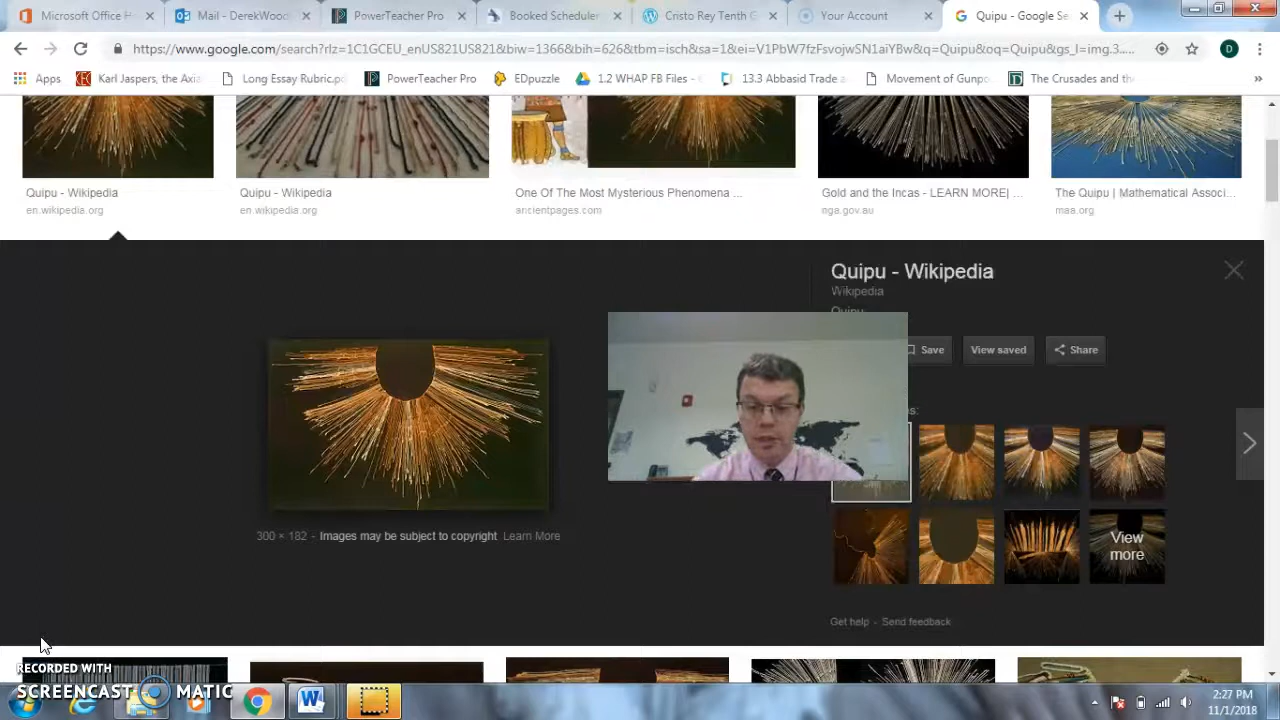 Microsoft Office H
Mail - DerekWood
PowerTeacher Pro
Booked Scheduler
Cristo Rey Tenth G
Your Account
Quipu - Google Se
https://www.google.com/search?rlz=1C1GCEU_enUS821US821&biw=1366&bih=626&tbm=isch&sa=1&ei=V1PbW7fzFsvojwSN1aiYBw&q=Quipu&oq=Quipu&gs_l=img.3....
D
Apps
Karl Jaspers, the Axia
Long Essay Rubric.pd
PowerTeacher Pro
EDpuzzle
1.2 WHAP FB Files -
13.3 Abbasid Trade a
Movement of Gunpo
The Crusades and the
Quipu - Wikipedia
en.wikipedia.org
Quipu - Wikipedia
en.wikipedia.org
One Of The Most Mysterious Phenomena ...
ancientpages.com
Gold and the Incas - LEARN MORE| ...
nga.gov.au
The Quipu | Mathematical Associ...
maa.org
Quipu - Wikipedia
Wikipedia
Quipu
Save
View saved
Share
300 × 182 - Images may be subject to copyright Learn More
View more
Get help - Send feedback
RECORDED WITH
SCREENCAST MATIC
2:27 PM
11/1/2018